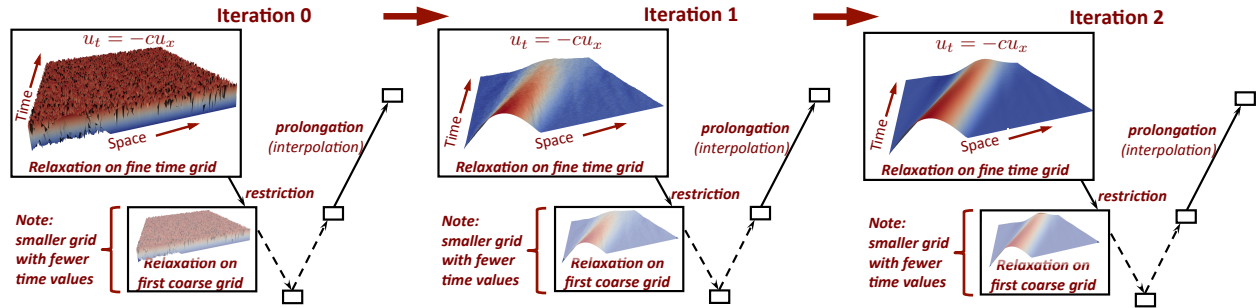 Iteration 0
Iteration 1
Iteration 2
u_t = −cu_x
Time
Space
Relaxation on fine time grid
restriction
prolongation
(interpolation)
Note:
smaller grid
with fewer
time values
Relaxation on
first coarse grid
u_t = −cu_x
Time
Space
Relaxation on fine time grid
restriction
prolongation
(interpolation)
Note:
smaller grid
with fewer
time values
Relaxation on
first coarse grid
u_t = −cu_x
Time
Space
Relaxation on fine time grid
restriction
prolongation
(interpolation)
Note:
smaller grid
with fewer
time values
Relaxation on
first coarse grid